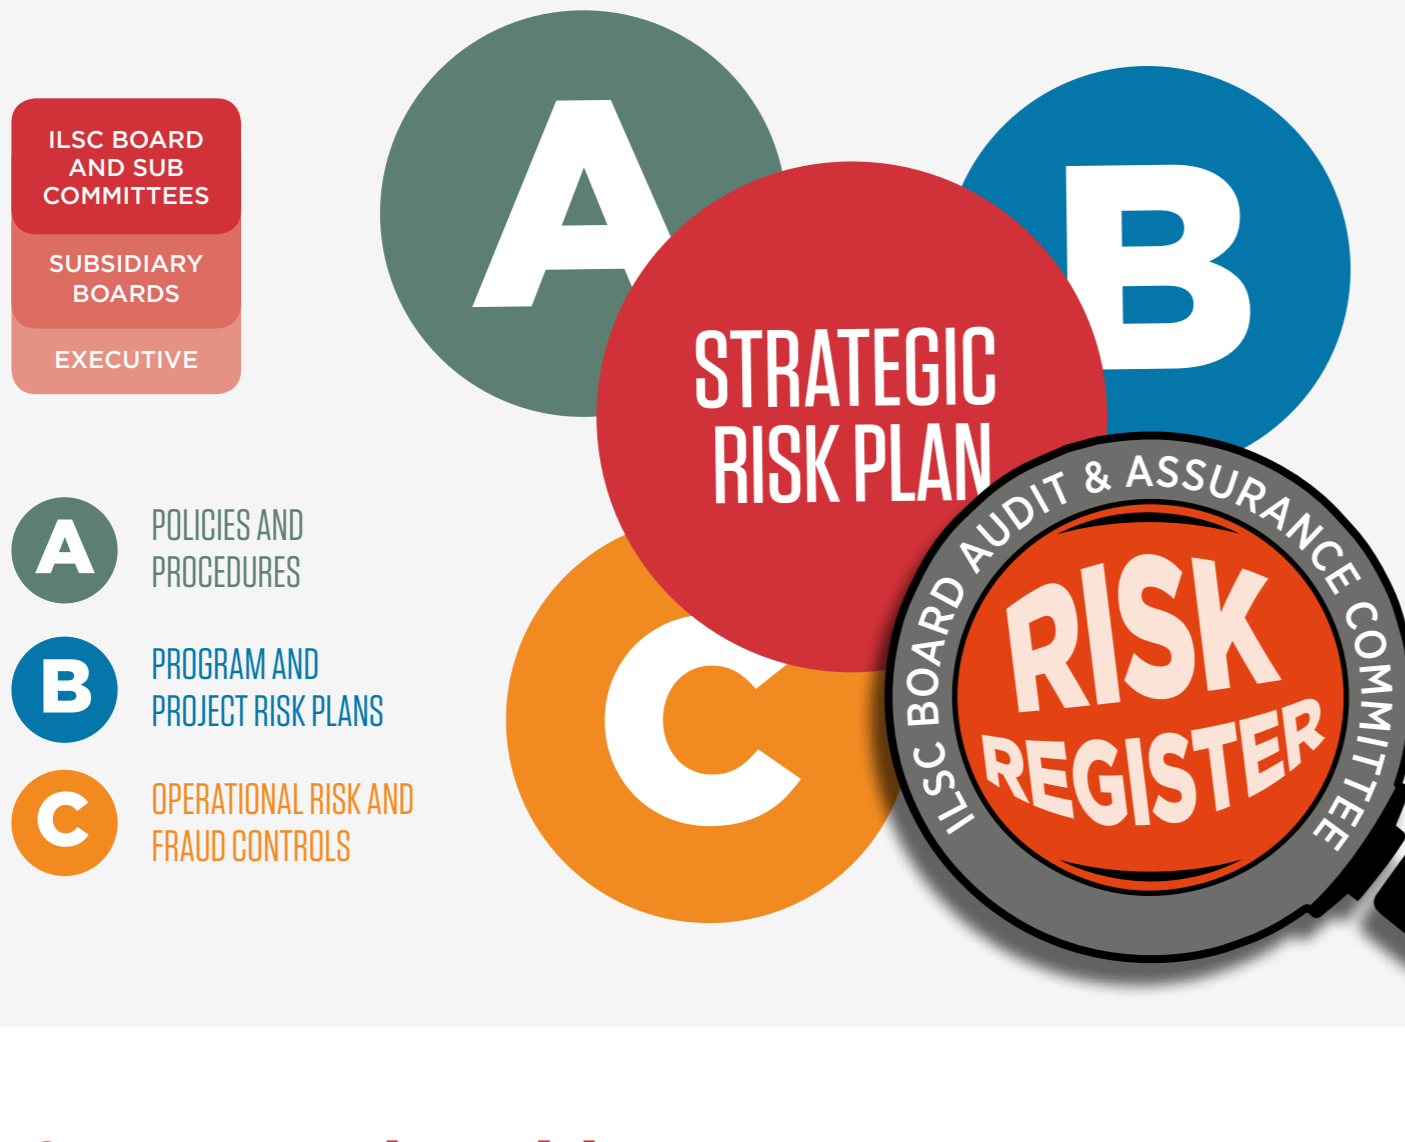 ILSC BOARD
AND SUB
COMMITTEES
SUBSIDIARY
BOARDS
EXECUTIVE
A
POLICIES AND
PROCEDURES
B
PROGRAM AND
PROJECT RISK PLANS
C
OPERATIONAL RISK AND
FRAUD CONTROLS
A
B
STRATEGIC
RISK PLAN
C
ILSC BOARD AUDIT & ASSURANCE COMMITTEE
RISK
REGISTER